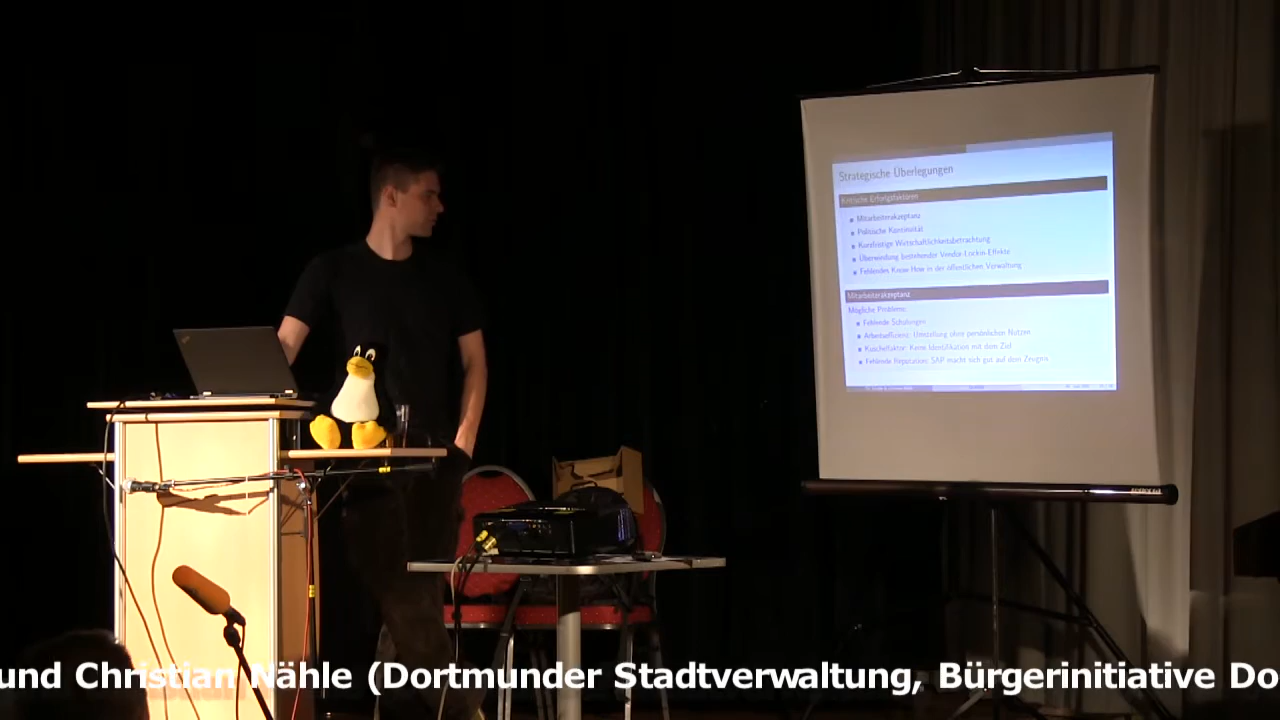 Strategische Überlegungen
Kritische Erfolgsfaktoren
Mitarbeiterakzeptanz
Politische Kontinuität
Kurzfristige Wirtschaftlichkeitsbetrachtung
Überwindung bestehender Vendor-Lockin-Effekte
Fehlendes Know How in der öffentlichen Verwaltung
Mitarbeiterakzeptanz
Mögliche Probleme:
Fehlende Schulungen
Arbeitseffizienz: Umstellung ohne persönlichen Nutzen
Kuschelfaktor: Keine Identifikation mit dem Ziel
Fehlende Reputation: SAP macht sich gut auf dem Zeugnis
und Christian Nähle (Dortmunder Stadtverwaltung, Bürgerinitiative Do